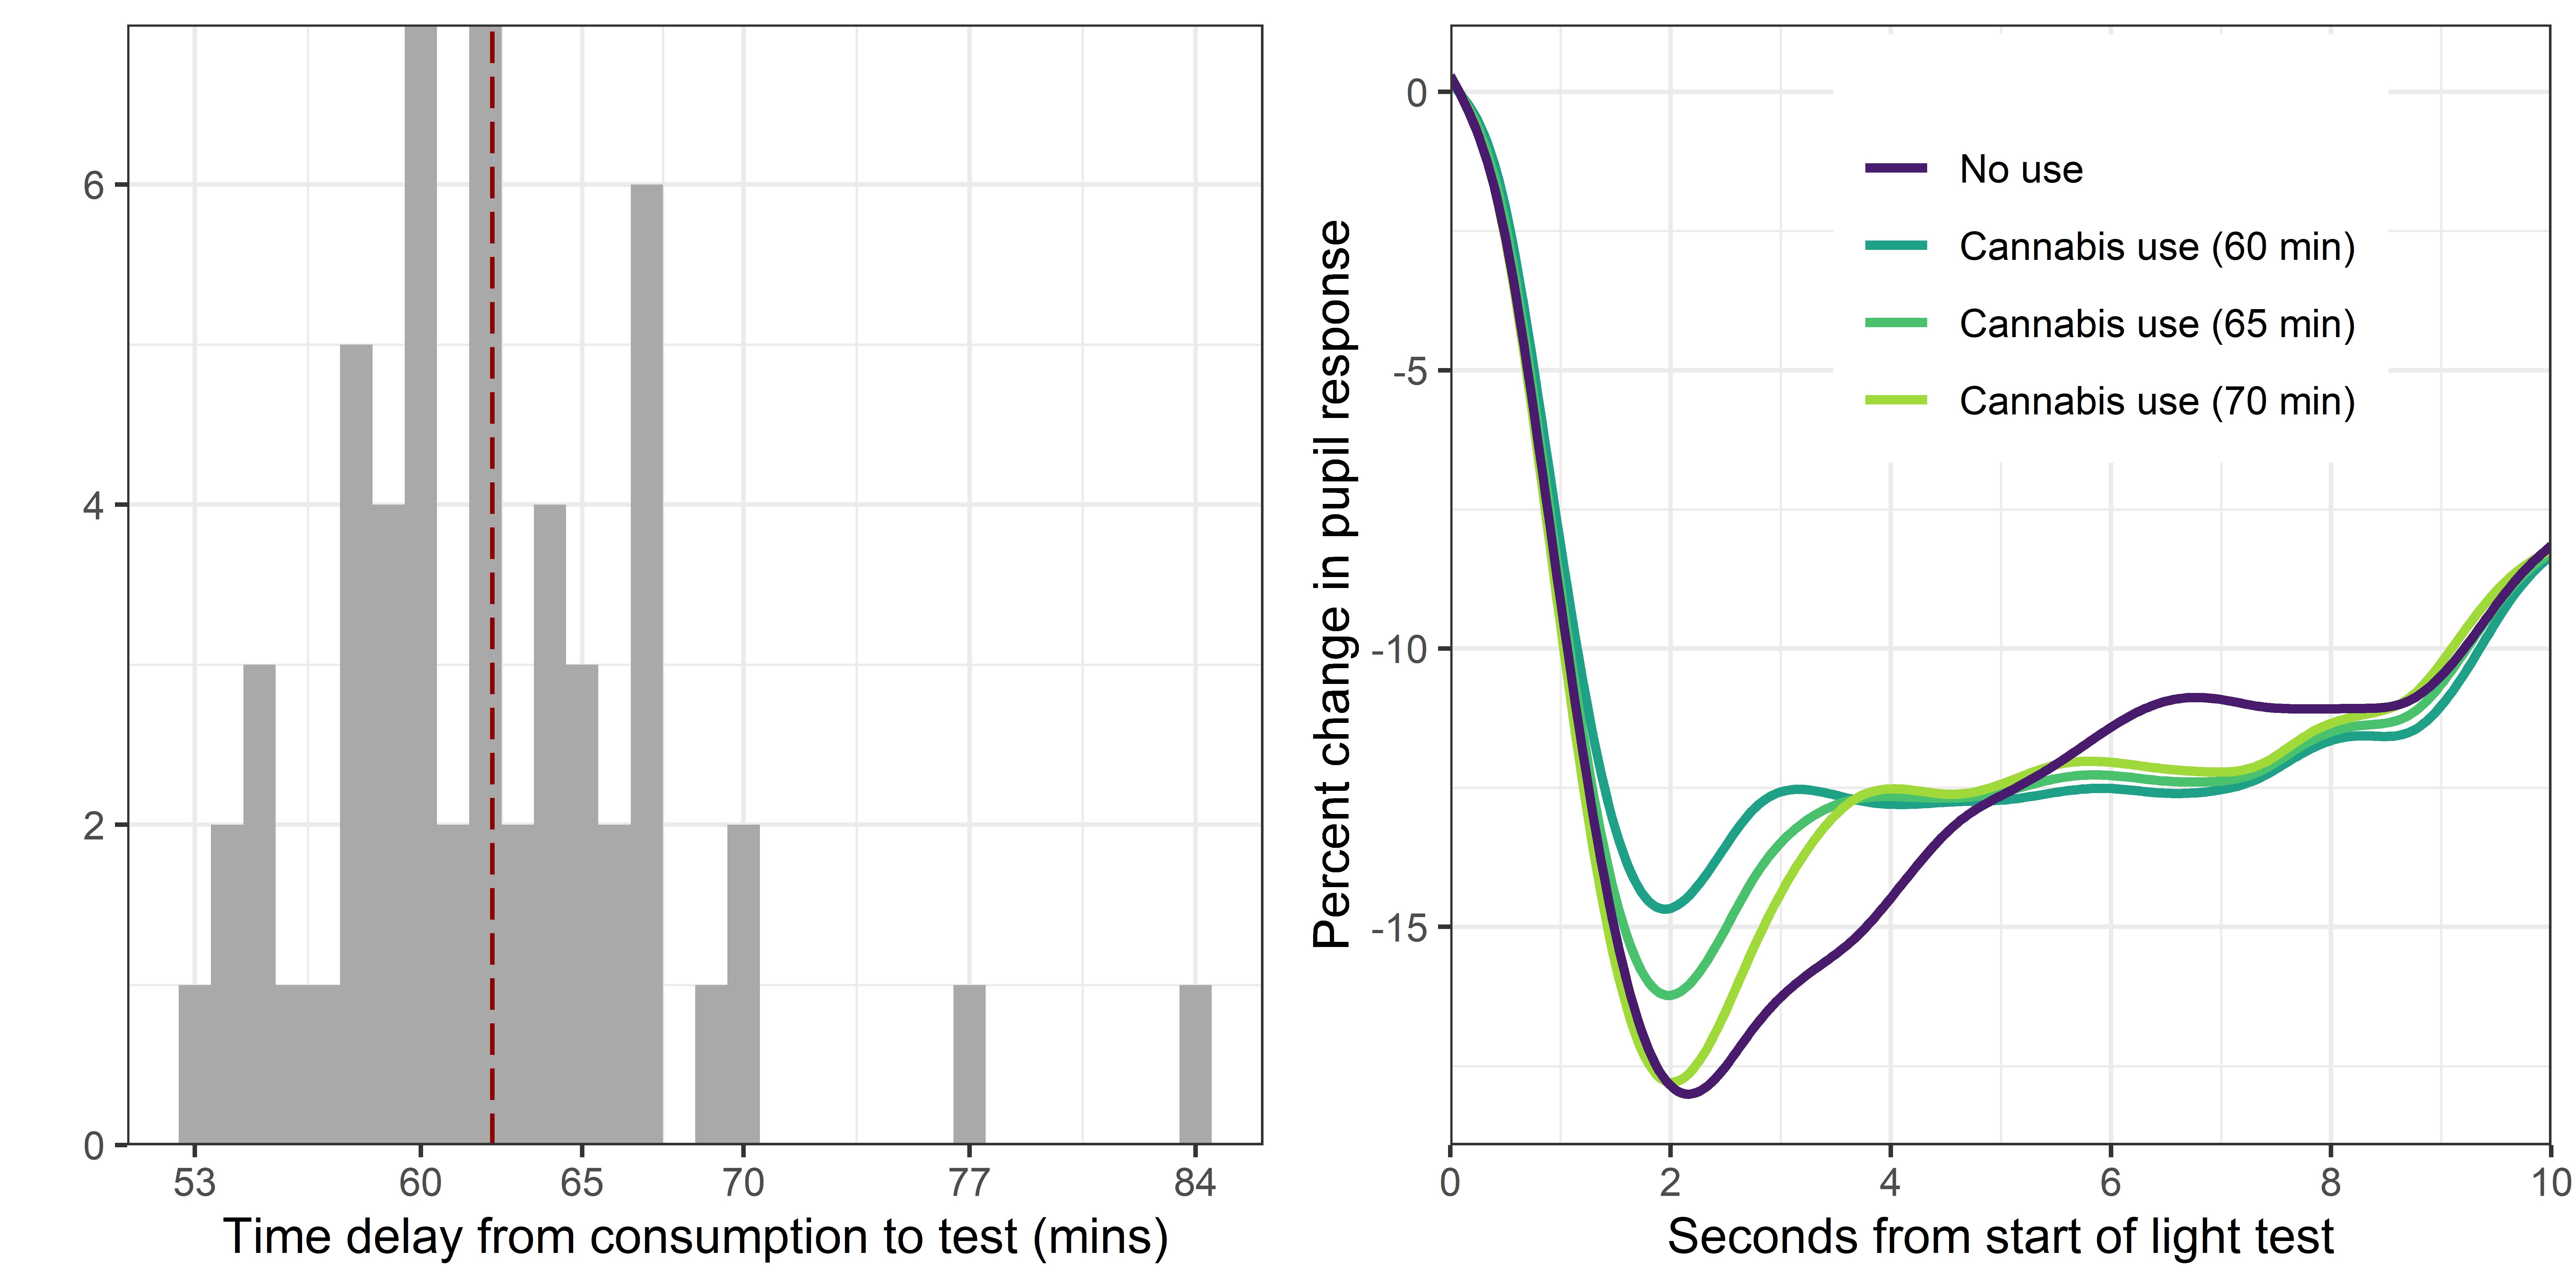 6
4
2
0
53 60 65 70 77 84
Time delay from consumption to test (mins)
Percent change in pupil response
0
-5
-10
-15
No use
Cannabis use (60 min)
Cannabis use (65 min)
Cannabis use (70 min)
0 2 4 6 8 10
Seconds from start of light test